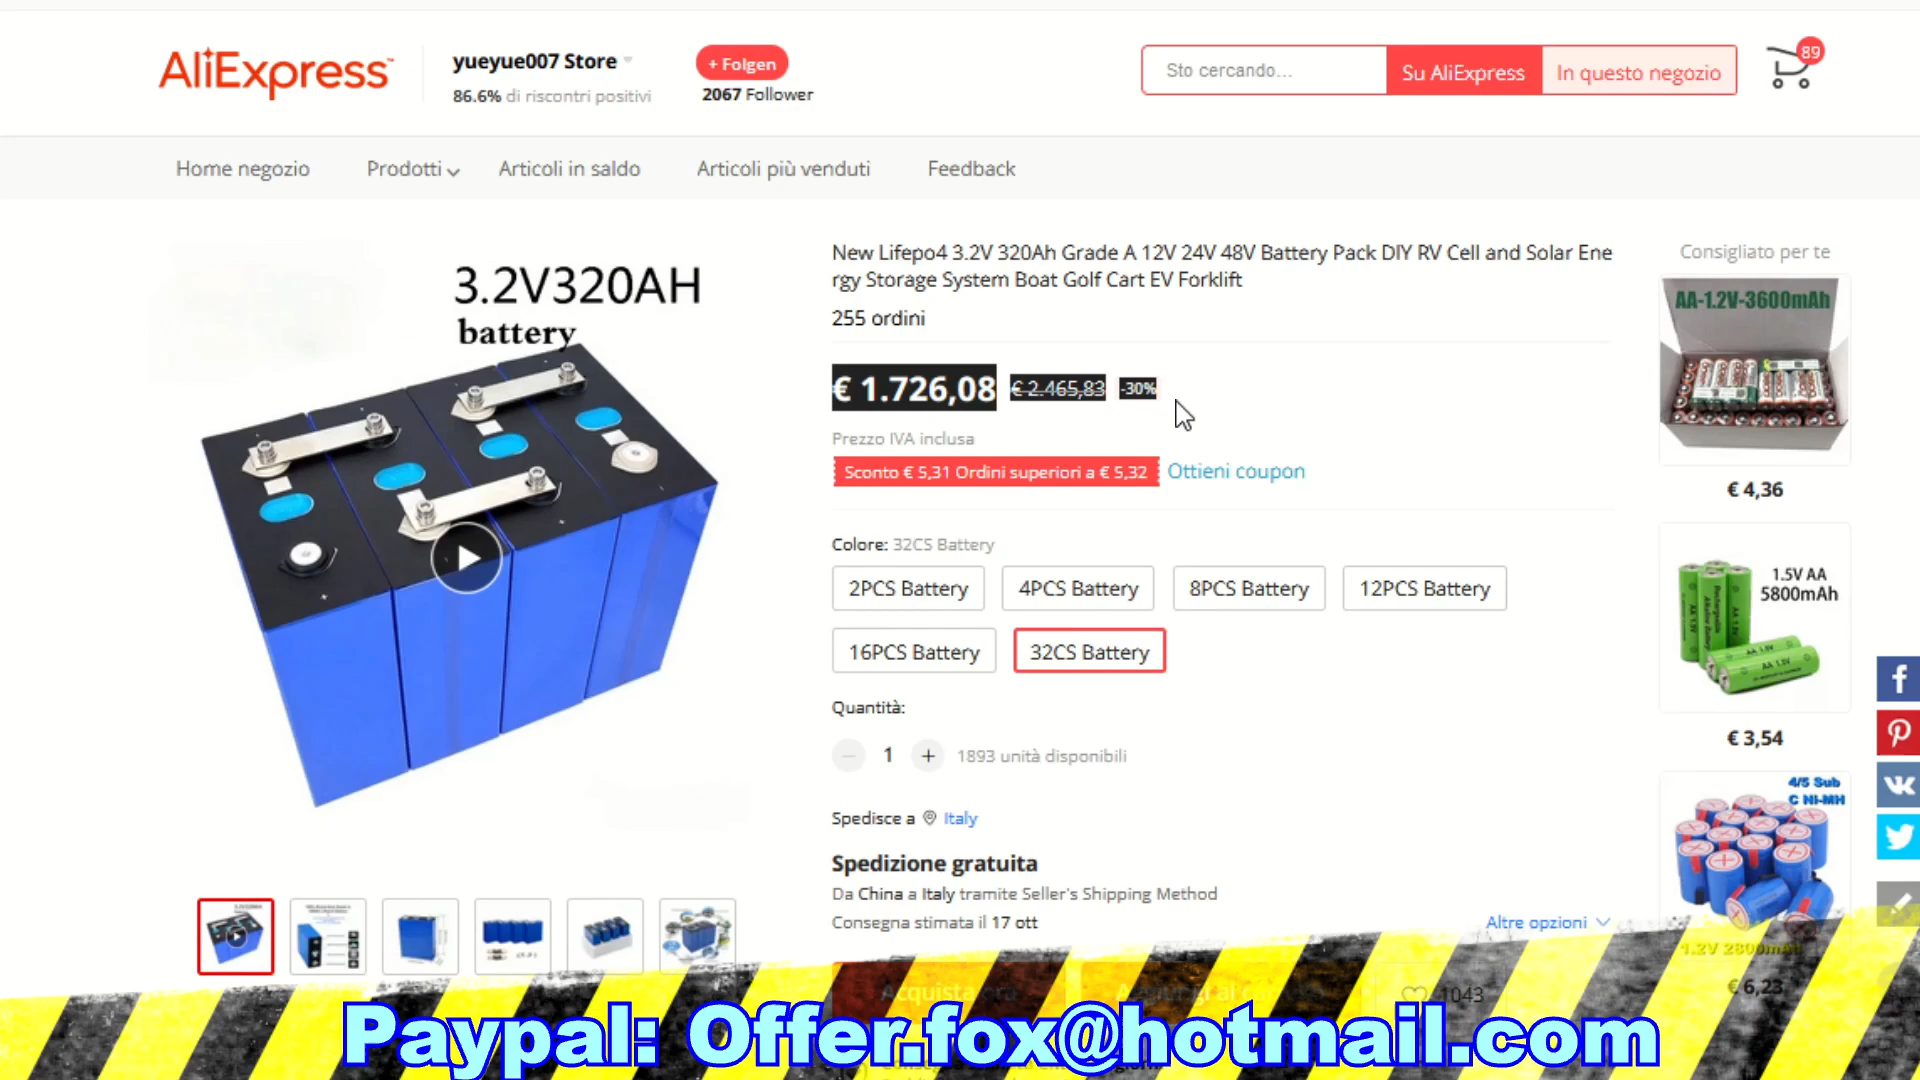 AliExpress
yueyue007 Store
86.6% di riscontri positivi
+ Folgen
2067 Follower
Sto cercando...
Su AliExpress
In questo negozio
89
Home negozio
Prodotti
Articoli in saldo
Articoli più venduti
Feedback
3.2V320AH
battery
New Lifepo4 3.2V 320Ah Grade A 12V 24V 48V Battery Pack DIY RV Cell and Solar Ene
rgy Storage System Boat Golf Cart EV Forklift
255 ordini
€ 1.726,08 € 2.465,83 -30%
Prezzo IVA inclusa
Sconto € 5,31 Ordini superiori a € 5,32 Ottieni coupon
Colore: 32CS Battery
2PCS Battery
4PCS Battery
8PCS Battery
12PCS Battery
16PCS Battery
32CS Battery
Quantità:
1
1893 unità disponibili
Spedisce a Italy
Spedizione gratuita
Da China a Italy tramite Seller's Shipping Method
Consegna stimata il 17 ott
Altre opzioni
1043
Consigliato per te
AA-1.2V-3600mAh
€ 4,36
1.5V AA
5800mAh
€ 3,54
4/5 Sub
C NI-MH
1.2V 2800mAh
€ 6,23
Paypal: Offer.fox@hotmail.com